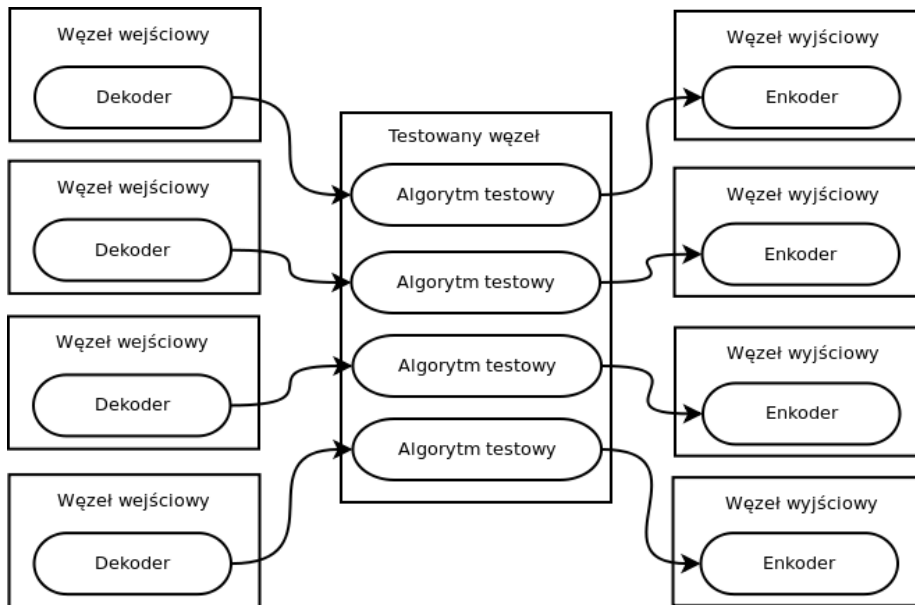 Węzeł wejściowy
Dekoder
Węzeł wejściowy
Dekoder
Węzeł wejściowy
Dekoder
Węzeł wejściowy
Dekoder
Testowany węzeł
Algorytm testowy
Algorytm testowy
Algorytm testowy
Algorytm testowy
Węzeł wyjściowy
Enkoder
Węzeł wyjściowy
Enkoder
Węzeł wyjściowy
Enkoder
Węzeł wyjściowy
Enkoder